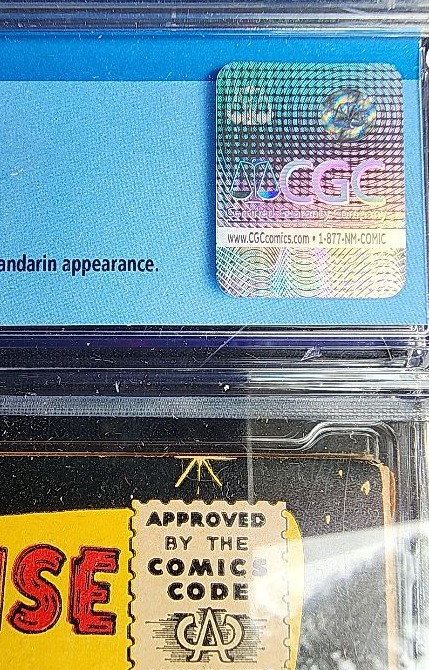 CGC
Certified Guaranty Company
www.CGCcomics.com • 1-877-NM-COMIC
andarin appearance.
APPROVED
BY THE
COMICS
CODE
SE
CA